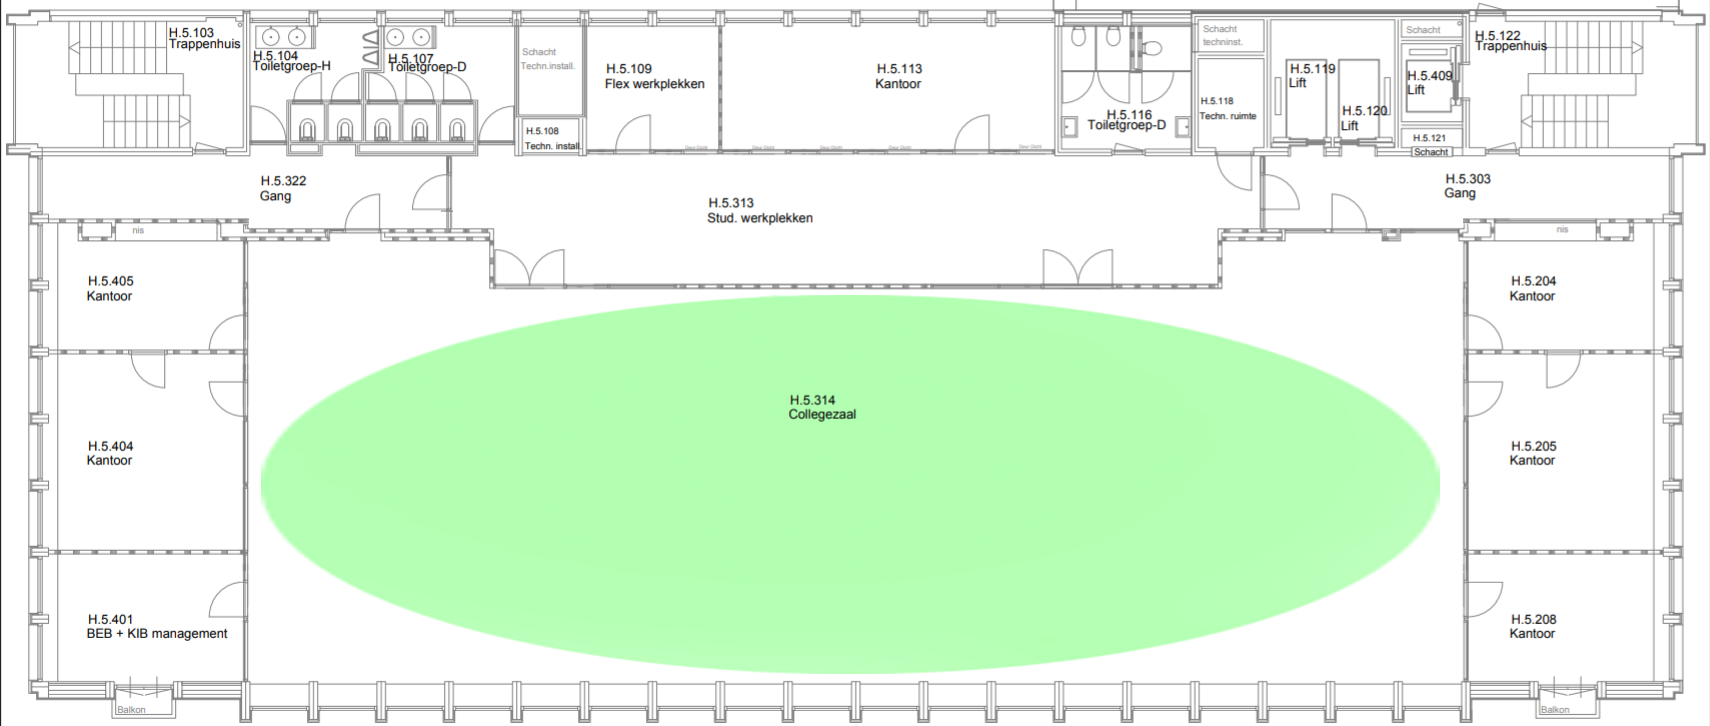 H.5.103
Trappenhuis
H.5.104
Toiletgroep-H
H.5.107
Toiletgroep-D
Schacht
Techn.install.
H.5.108
Techn. install.
H.5.109
Flex werkplekken
H.5.113
Kantoor
H.5.116
Toiletgroep-D
Schacht
techninst.
H.5.118
Techn. ruimte
H.5.119
Lift
H.5.120
Lift
Schacht
H.5.409
Lift
H.5.121
Schacht
H.5.122
Trappenhuis
H.5.322
Gang
H.5.313
Stud. werkplekken
H.5.303
Gang
nis
nis
H.5.405
Kantoor
H.5.204
Kantoor
H.5.314
Collegezaal
H.5.404
Kantoor
H.5.205
Kantoor
H.5.401
BEB + KIB management
H.5.208
Kantoor
Balkon
Balkon